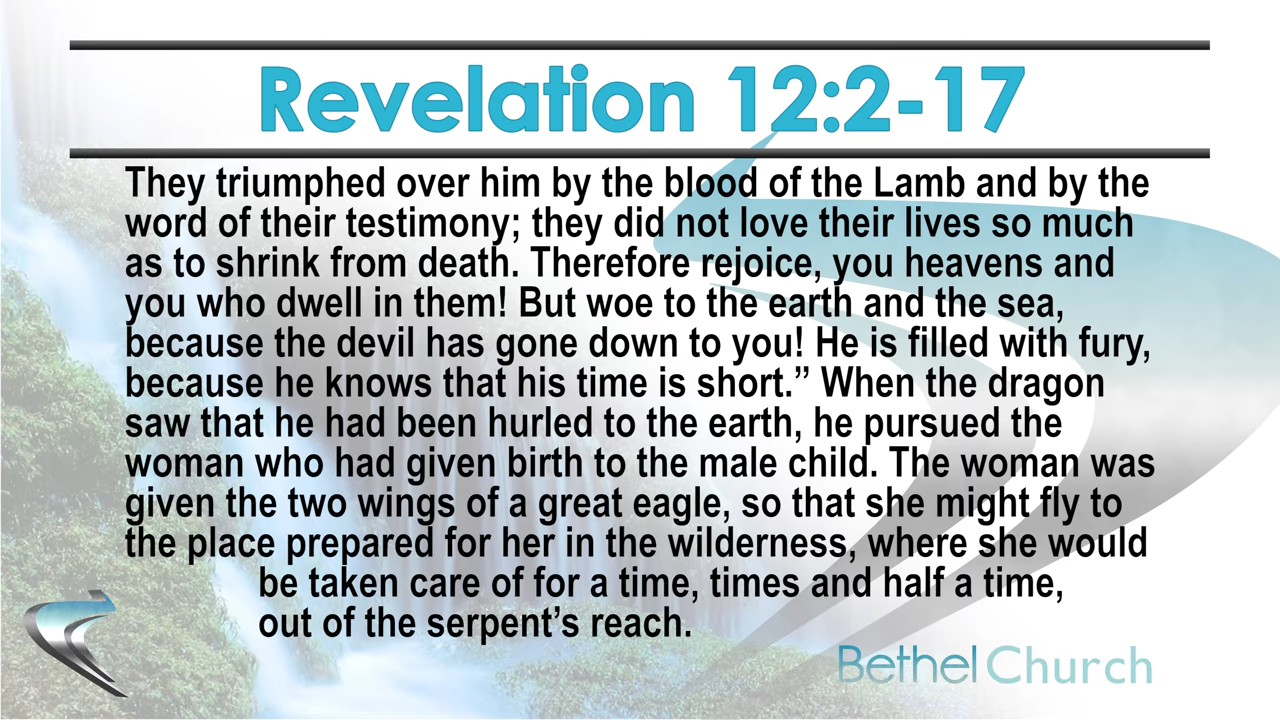 Revelation 12:2-17
They triumphed over him by the blood of the Lamb and by the
word of their testimony; they did not love their lives so much
as to shrink from death. Therefore rejoice, you heavens and
you who dwell in them! But woe to the earth and the sea,
because the devil has gone down to you! He is filled with fury,
because he knows that his time is short.” When the dragon
saw that he had been hurled to the earth, he pursued the
woman who had given birth to the male child. The woman was
given the two wings of a great eagle, so that she might fly to
the place prepared for her in the wilderness, where she would
be taken care of for a time, times and half a time,
out of the serpent’s reach.
Bethel Church